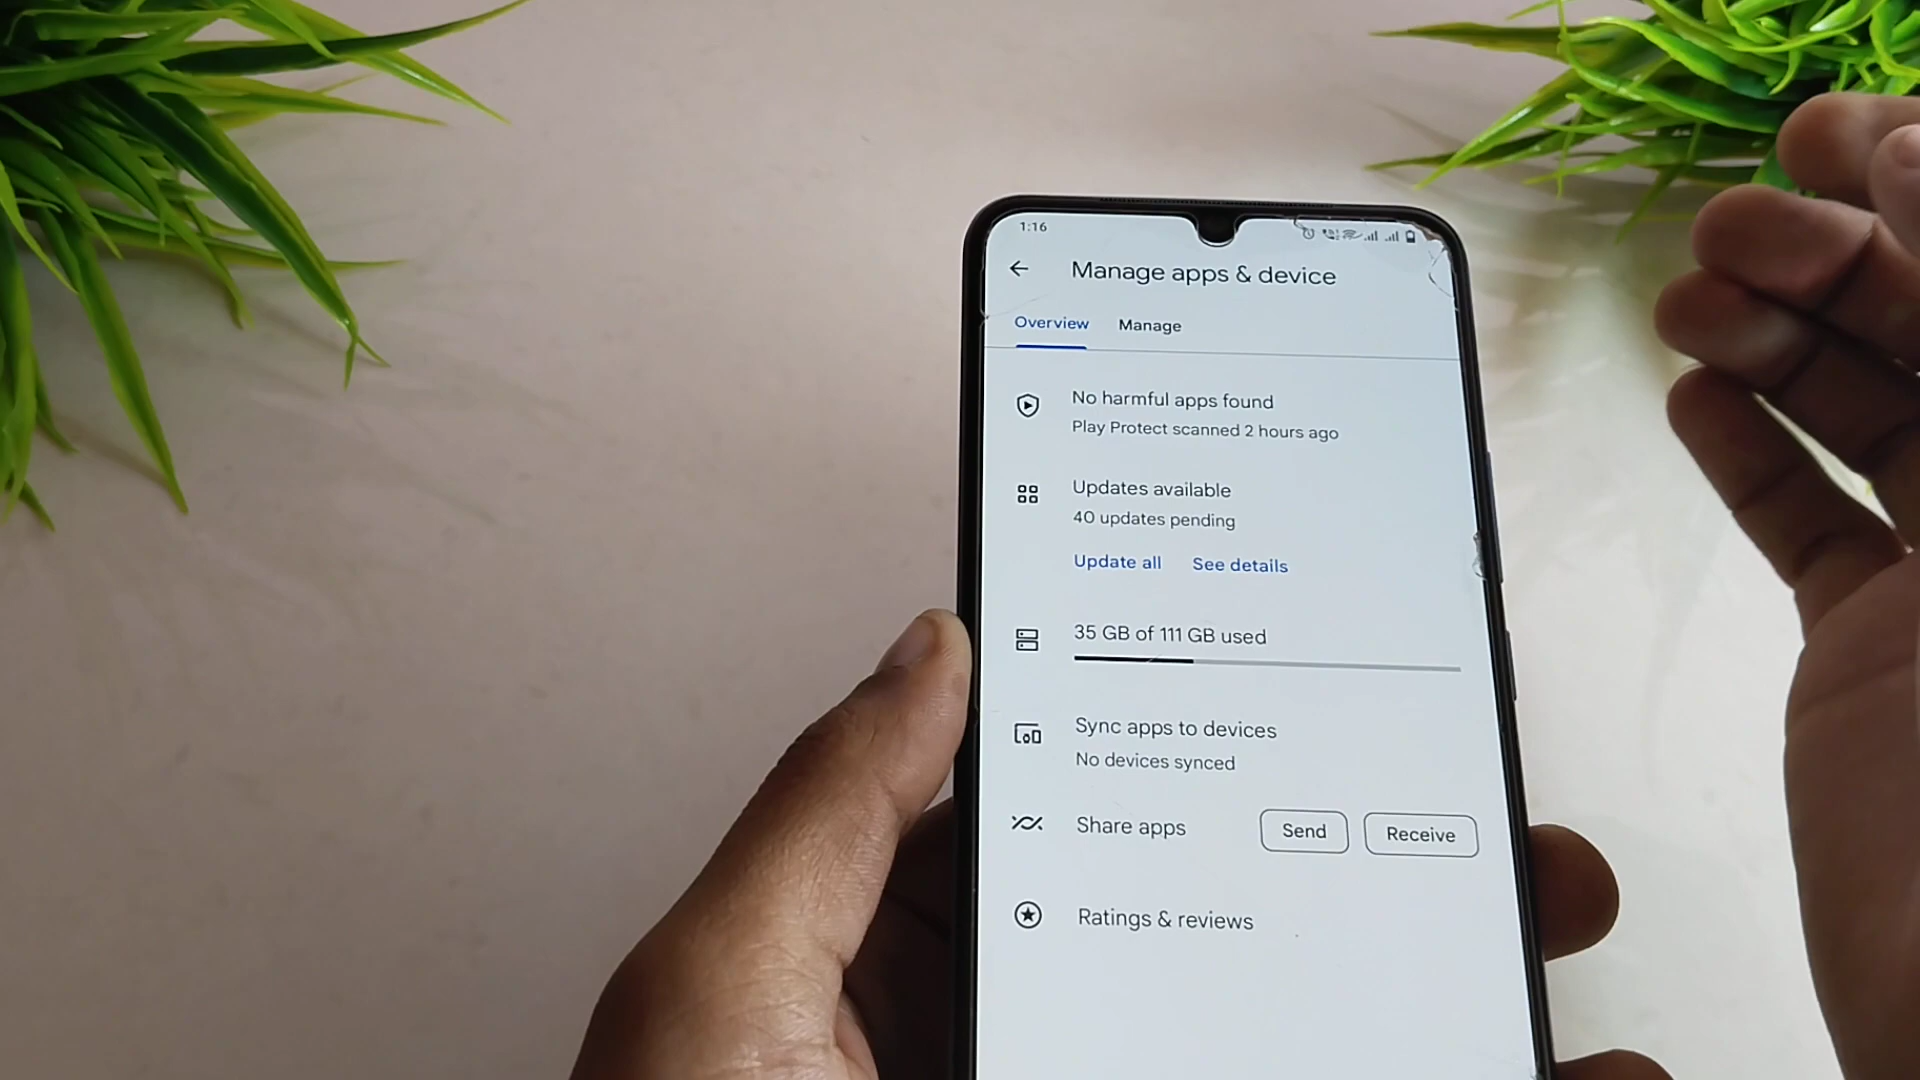 1:16
Manage apps & device
Overview Manage
No harmful apps found
Play Protect scanned 2 hours ago
Updates available
40 updates pending
Update all See details
35 GB of 111 GB used
Sync apps to devices
No devices synced
Share apps Send Receive
Ratings & reviews